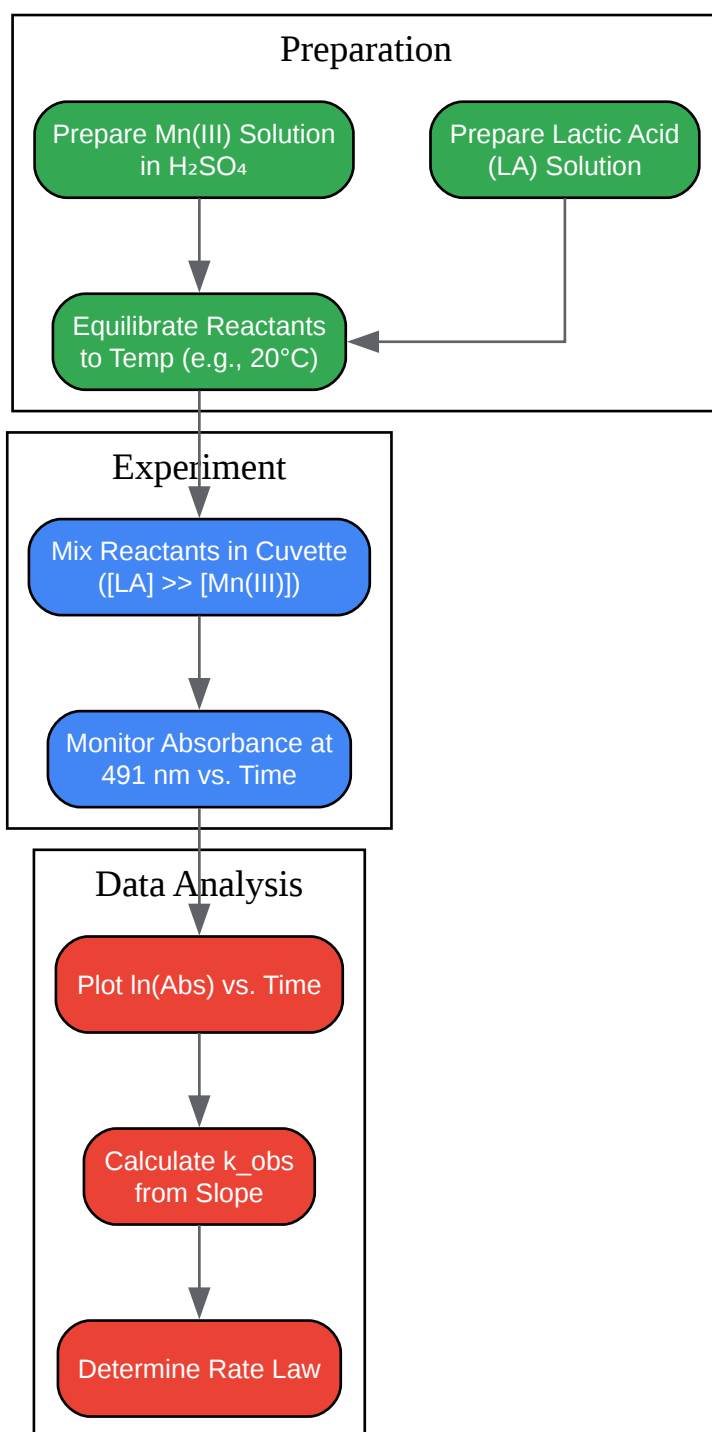 Preparation
Prepare Mn(III) Solution
in H₂SO₄
Prepare Lactic Acid
(LA) Solution
Equilibrate Reactants
to Temp (e.g., 20°C)
Experiment
Mix Reactants in Cuvette
([LA] >> [Mn(III)])
Monitor Absorbance at
491 nm vs. Time
Data Analysis
Plot ln(Abs) vs. Time
Calculate k_obs
from Slope
Determine Rate Law